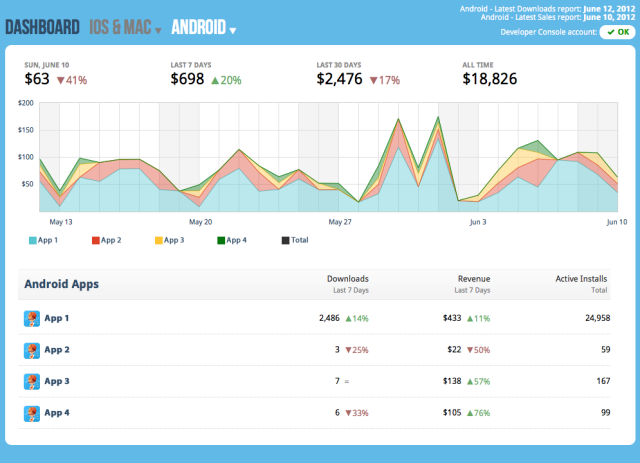 Android - Latest Downloads report: June 12, 2012
Android - Latest Sales report: June 10, 2012
DASHBOARD IOS & MAC ▼ ANDROID ▼
Developer Console account: ✓ OK
SUN, JUNE 10 LAST 7 DAYS LAST 30 DAYS ALL TIME
$63 ▼41% $698 ▲20% $2,476 ▼17% $18,826
$200
$150
$100
$50
May 13 May 20 May 27 Jun 3 Jun 10
App 1 App 2 App 3 App 4 Total
Android Apps Downloads Revenue Active Installs
Last 7 Days Last 7 Days Total
App 1 2,486 ▲14% $433 ▲11% 24,958
App 2 3 ▼25% $22 ▼50% 59
App 3 7 = $138 ▲57% 167
App 4 6 ▼33% $105 ▲76% 99